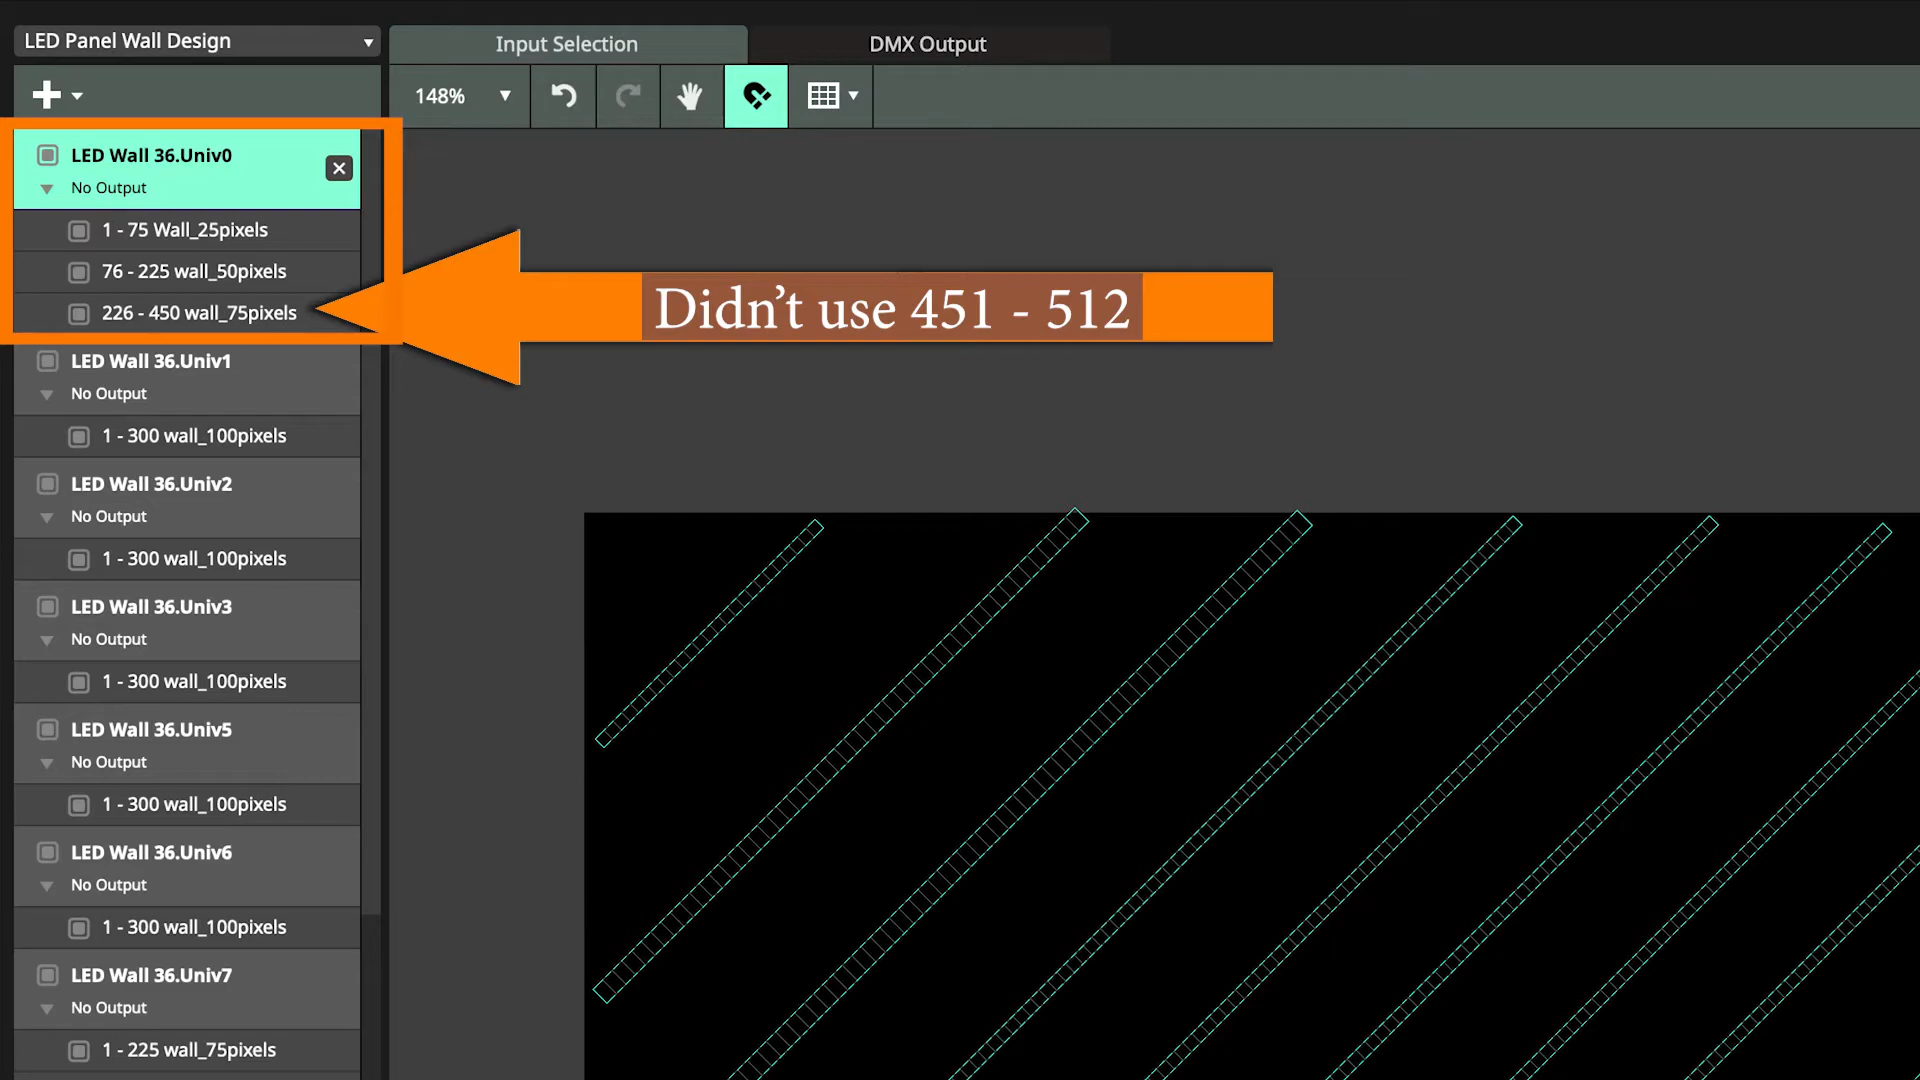 LED Panel Wall Design
Input Selection
DMX Output
148%
LED Wall 36.Univ0
No Output
1 - 75 Wall_25pixels
76 - 225 wall_50pixels
226 - 450 wall_75pixels
Didn't use 451 - 512
LED Wall 36.Univ1
No Output
1 - 300 wall_100pixels
LED Wall 36.Univ2
No Output
1 - 300 wall_100pixels
LED Wall 36.Univ3
No Output
1 - 300 wall_100pixels
LED Wall 36.Univ5
No Output
1 - 300 wall_100pixels
LED Wall 36.Univ6
No Output
1 - 300 wall_100pixels
LED Wall 36.Univ7
No Output
1 - 225 wall_75pixels